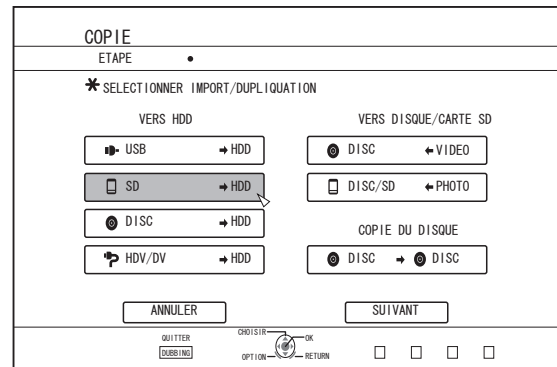 COPIE
ETAPE
SELECTIONNER IMPORT/DUPLIQUATION
VERS HDD
USB ➔ HDD
SD ➔ HDD
DISC ➔ HDD
HDV/DV ➔ HDD
VERS DISQUE/CARTE SD
DISC ← VIDEO
DISC/SD ← PHOTO
COPIE DU DISQUE
DISC ➔ DISC
ANNULER
SUIVANT
QUITTER
DUBBING
CHOISIR
OK
OPTION
RETURN